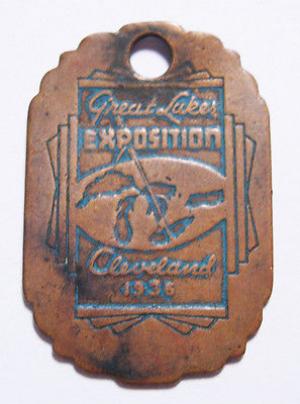 Great Lakes
EXPOSITION
Cleveland
1936